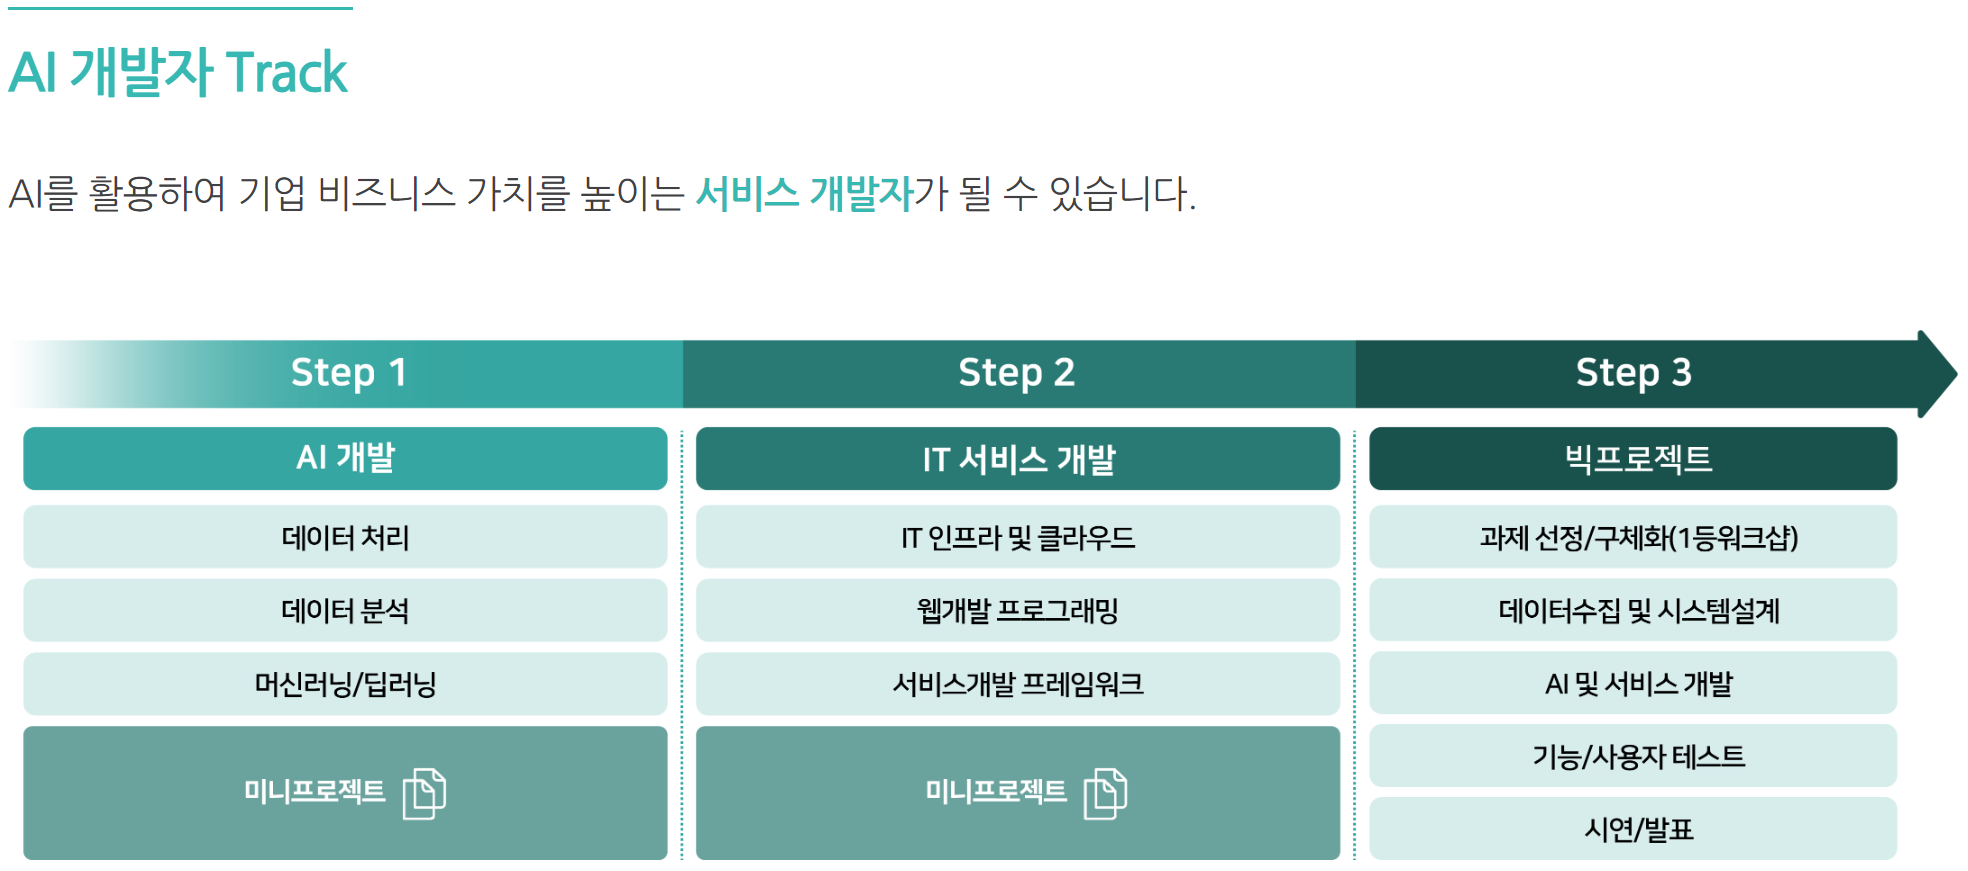 AI 개발자 Track
AI를 활용하여 기업 비즈니스 가치를 높이는 서비스 개발자가 될 수 있습니다.
Step 1
Step 2
Step 3
AI 개발
데이터 처리
데이터 분석
머신러닝/딥러닝
미니프로젝트
IT 서비스 개발
IT 인프라 및 클라우드
웹개발 프로그래밍
서비스개발 프레임워크
미니프로젝트
빅프로젝트
과제 선정/구체화(1등워크샵)
데이터수집 및 시스템설계
AI 및 서비스 개발
기능/사용자 테스트
시연/발표